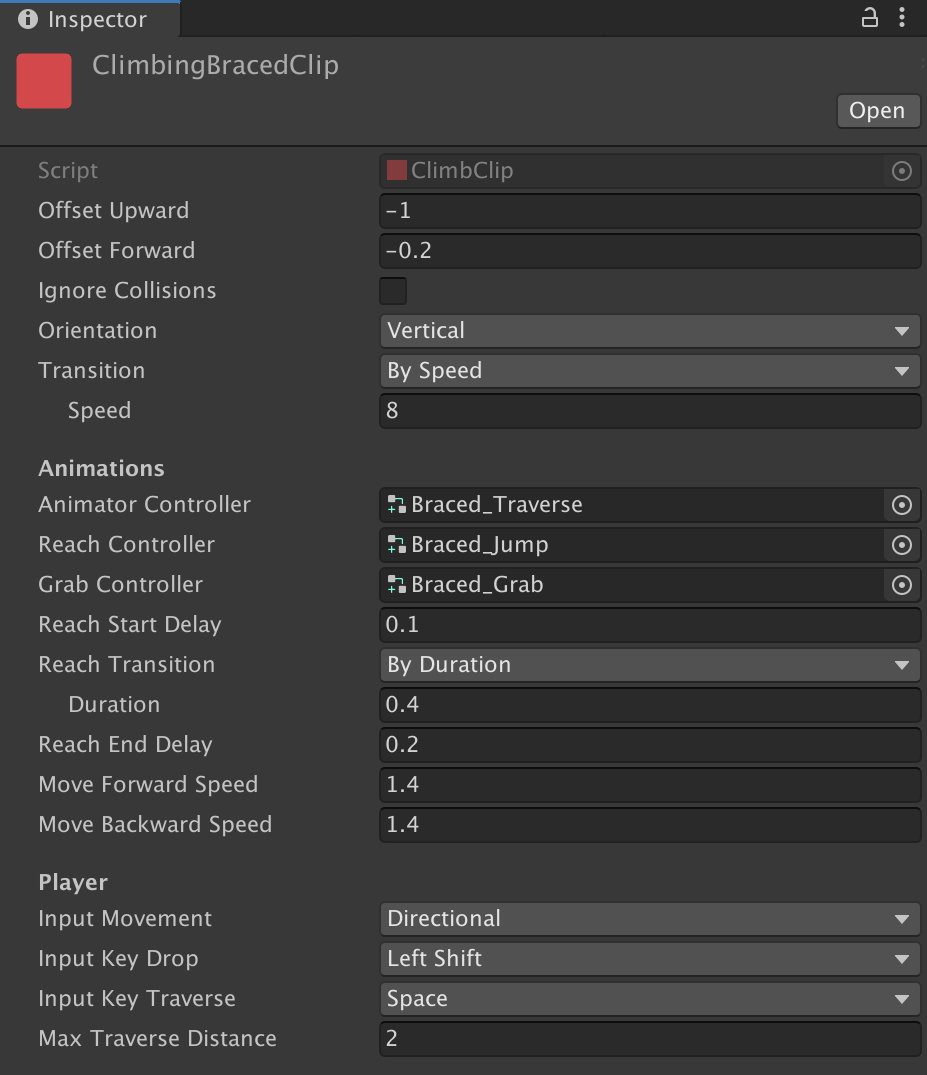 Inspector
ClimbingBracedClip
Open
Script ClimbClip
Offset Upward -1
Offset Forward -0.2
Ignore Collisions
Orientation Vertical
Transition By Speed
Speed 8
Animations
Animator Controller Braced_Traverse
Reach Controller Braced_Jump
Grab Controller Braced_Grab
Reach Start Delay 0.1
Reach Transition By Duration
Duration 0.4
Reach End Delay 0.2
Move Forward Speed 1.4
Move Backward Speed 1.4
Player
Input Movement Directional
Input Key Drop Left Shift
Input Key Traverse Space
Max Traverse Distance 2